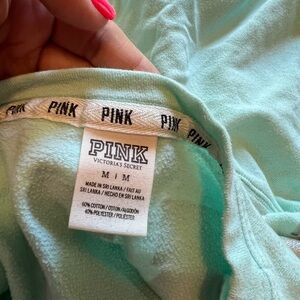 PINK PINK PINK PINK PINK
PINK
VICTORIA'S SECRET
M | M
MADE IN SRI LANKA / FAIT AU
SRI LANKA / HECHO EN SRI LANKA
60% COTTON / COTON / ALGODÓN
40% POLYESTER / POLIÉSTER